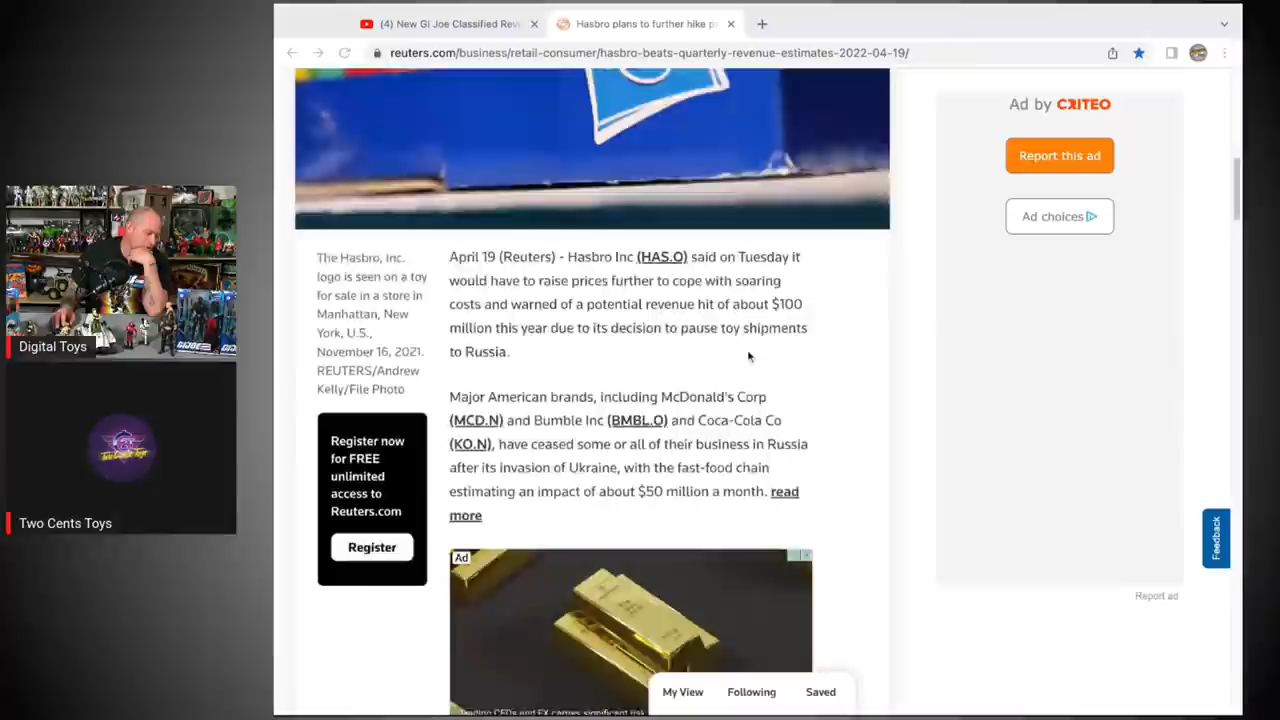 (4) New GI Joe Classified Rev
Hasbro plans to further hike p
reuters.com/business/retail-consumer/hasbro-beats-quarterly-revenue-estimates-2022-04-19/
Ad by CRITEO
Report this ad
Ad choices
Report ad
Feedback
The Hasbro, Inc.
logo is seen on a toy
for sale in a store in
Manhattan, New
York, U.S.,
November 16, 2021.
REUTERS/Andrew
Kelly/File Photo
Register now
for FREE
unlimited
access to
Reuters.com
Register
April 19 (Reuters) - Hasbro Inc (HAS.O) said on Tuesday it
would have to raise prices further to cope with soaring
costs and warned of a potential revenue hit of about $100
million this year due to its decision to pause toy shipments
to Russia.
Major American brands, including McDonald's Corp
(MCD.N) and Bumble Inc (BMBL.O) and Coca-Cola Co
(KO.N), have ceased some or all of their business in Russia
after its invasion of Ukraine, with the fast-food chain
estimating an impact of about $50 million a month. read
more
Ad
Trading CFDs and FX carries significant risk
My View
Following
Saved
Digital Toys
Two Cents Toys